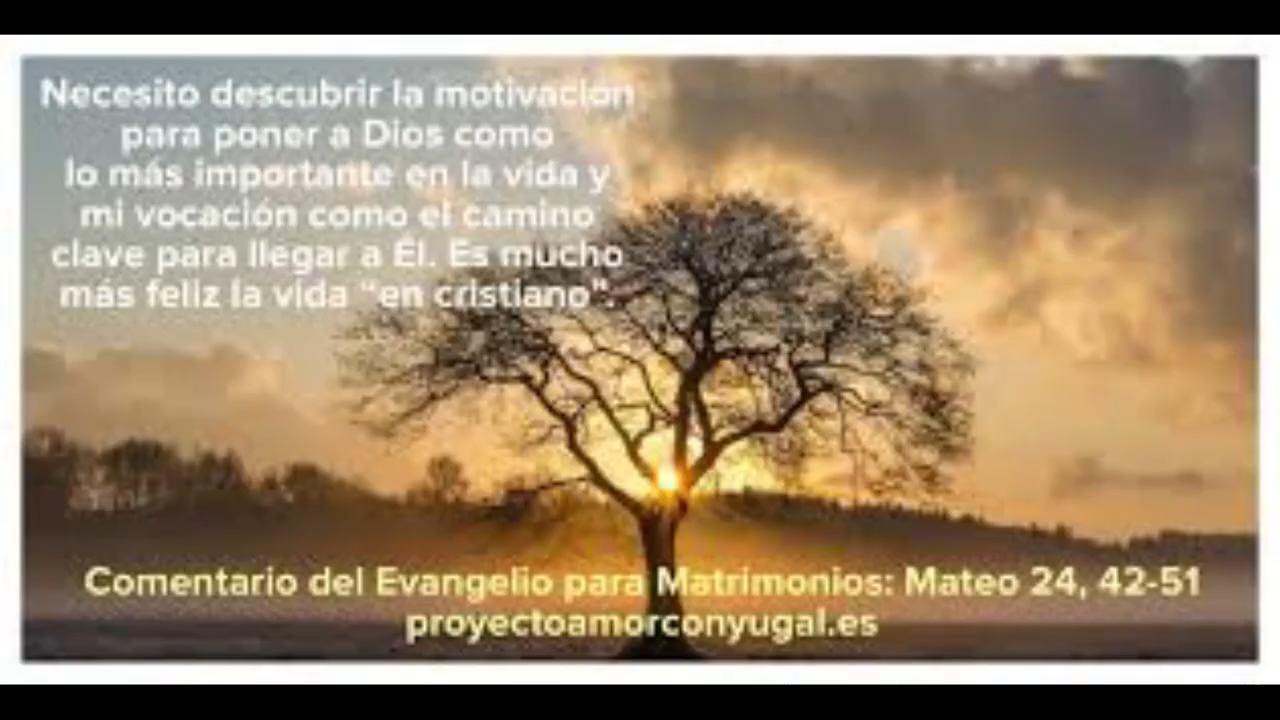 Necesito descubrir la motivación
para poner a Dios como
lo más importante en la vida y
mi vocación como el camino
clave para llegar a Él. Es mucho
más feliz la vida “en cristiano”.
Comentario del Evangelio para Matrimonios: Mateo 24, 42-51
proyectoamorconyugal.es